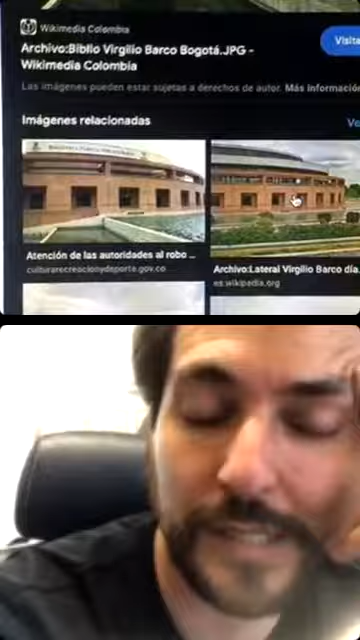 Wikimedia Colombia
Visita
Archivo:Biblio Virgilio Barco Bogotá.JPG -
Wikimedia Colombia
Las imágenes pueden estar sujetas a derechos de autor. Más información
Imágenes relacionadas
Ve
Atención de las autoridades al robo ...
culturarecreacionydeporte.gov.co
Archivo:Lateral Virgilio Barco día.
es.wikipedia.org